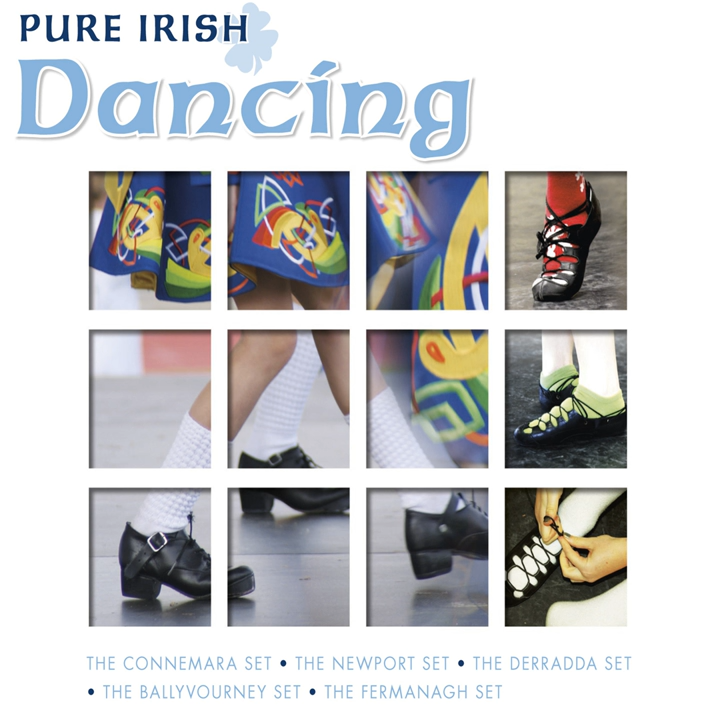 PURE IRISH
Dancing
THE CONNEMARA SET • THE NEWPORT SET • THE DERRADDA SET
• THE BALLYVOURNEY SET • THE FERMANAGH SET